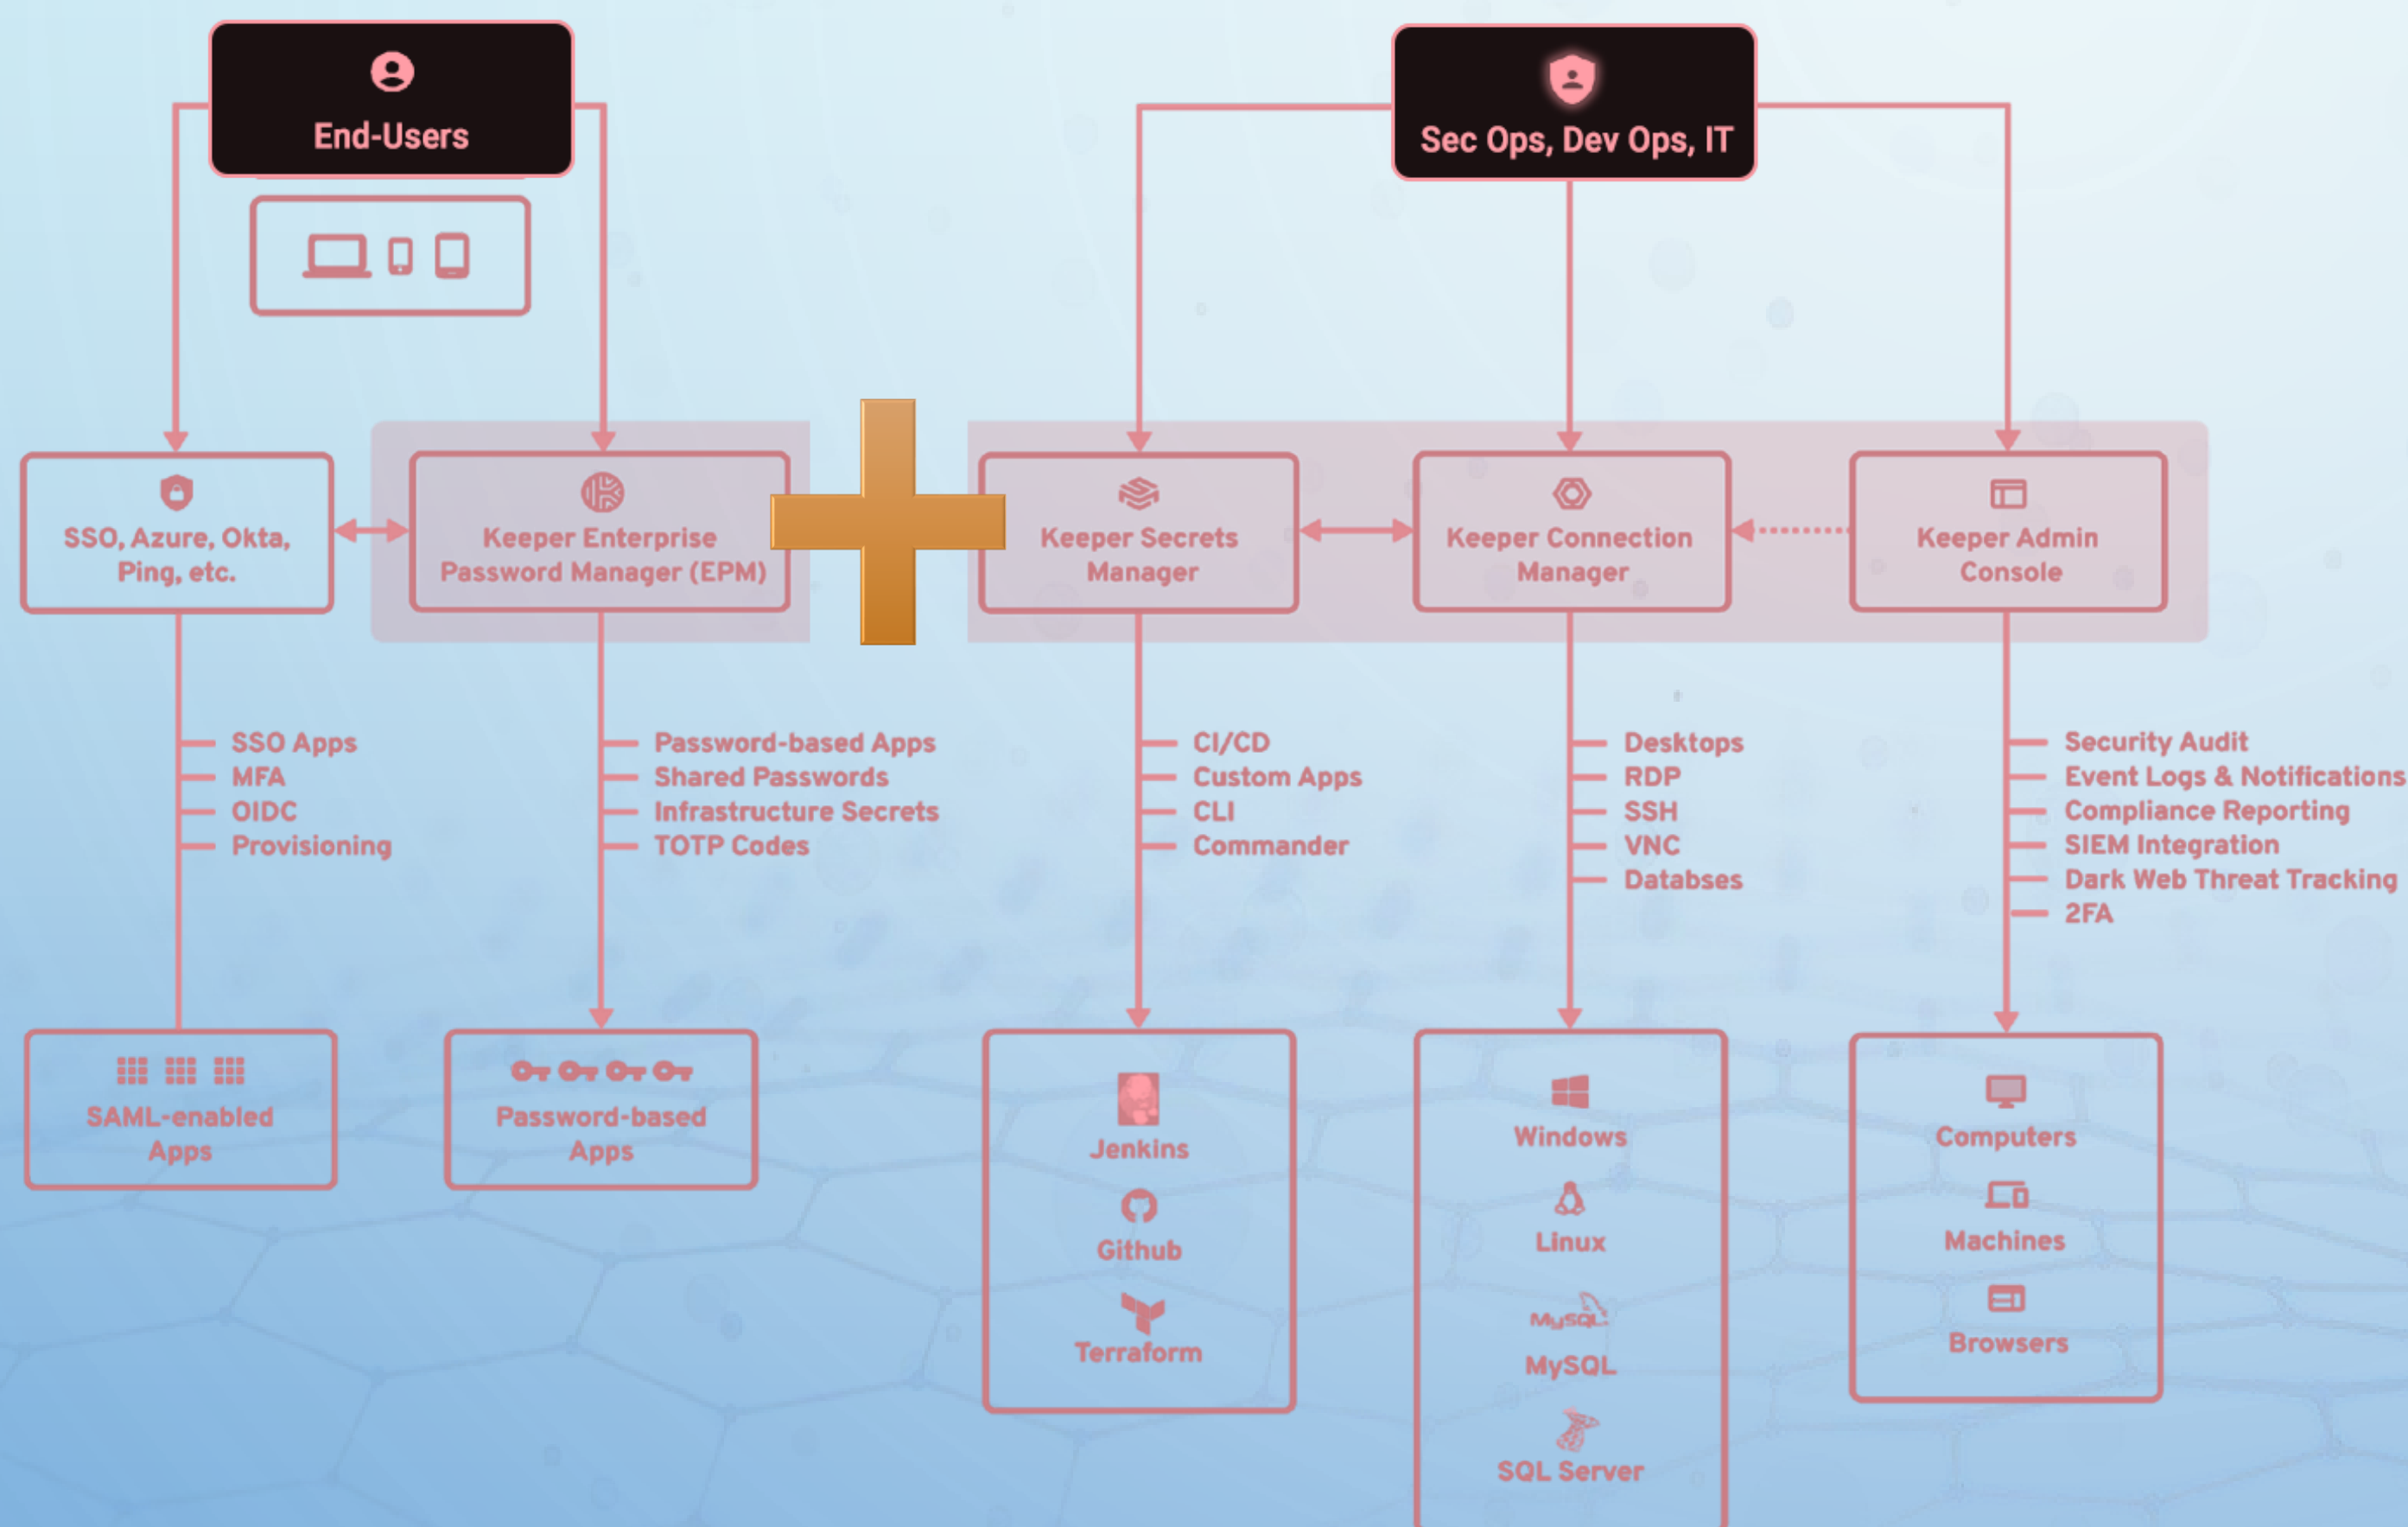 End-Users
Sec Ops, Dev Ops, IT
SSO, Azure, Okta,
Ping, etc.
Keeper Enterprise
Password Manager (EPM)
Keeper Secrets
Manager
Keeper Connection
Manager
Keeper Admin
Console
SSO Apps
MFA
OIDC
Provisioning
Password-based Apps
Shared Passwords
Infrastructure Secrets
TOTP Codes
CI/CD
Custom Apps
CLI
Commander
Desktops
RDP
SSH
VNC
Databses
Security Audit
Event Logs & Notifications
Compliance Reporting
SIEM Integration
Dark Web Threat Tracking
2FA
SAML-enabled
Apps
Password-based
Apps
Jenkins
Github
Terraform
Windows
Linux
MySQL
MySQL
SQL Server
Computers
Machines
Browsers